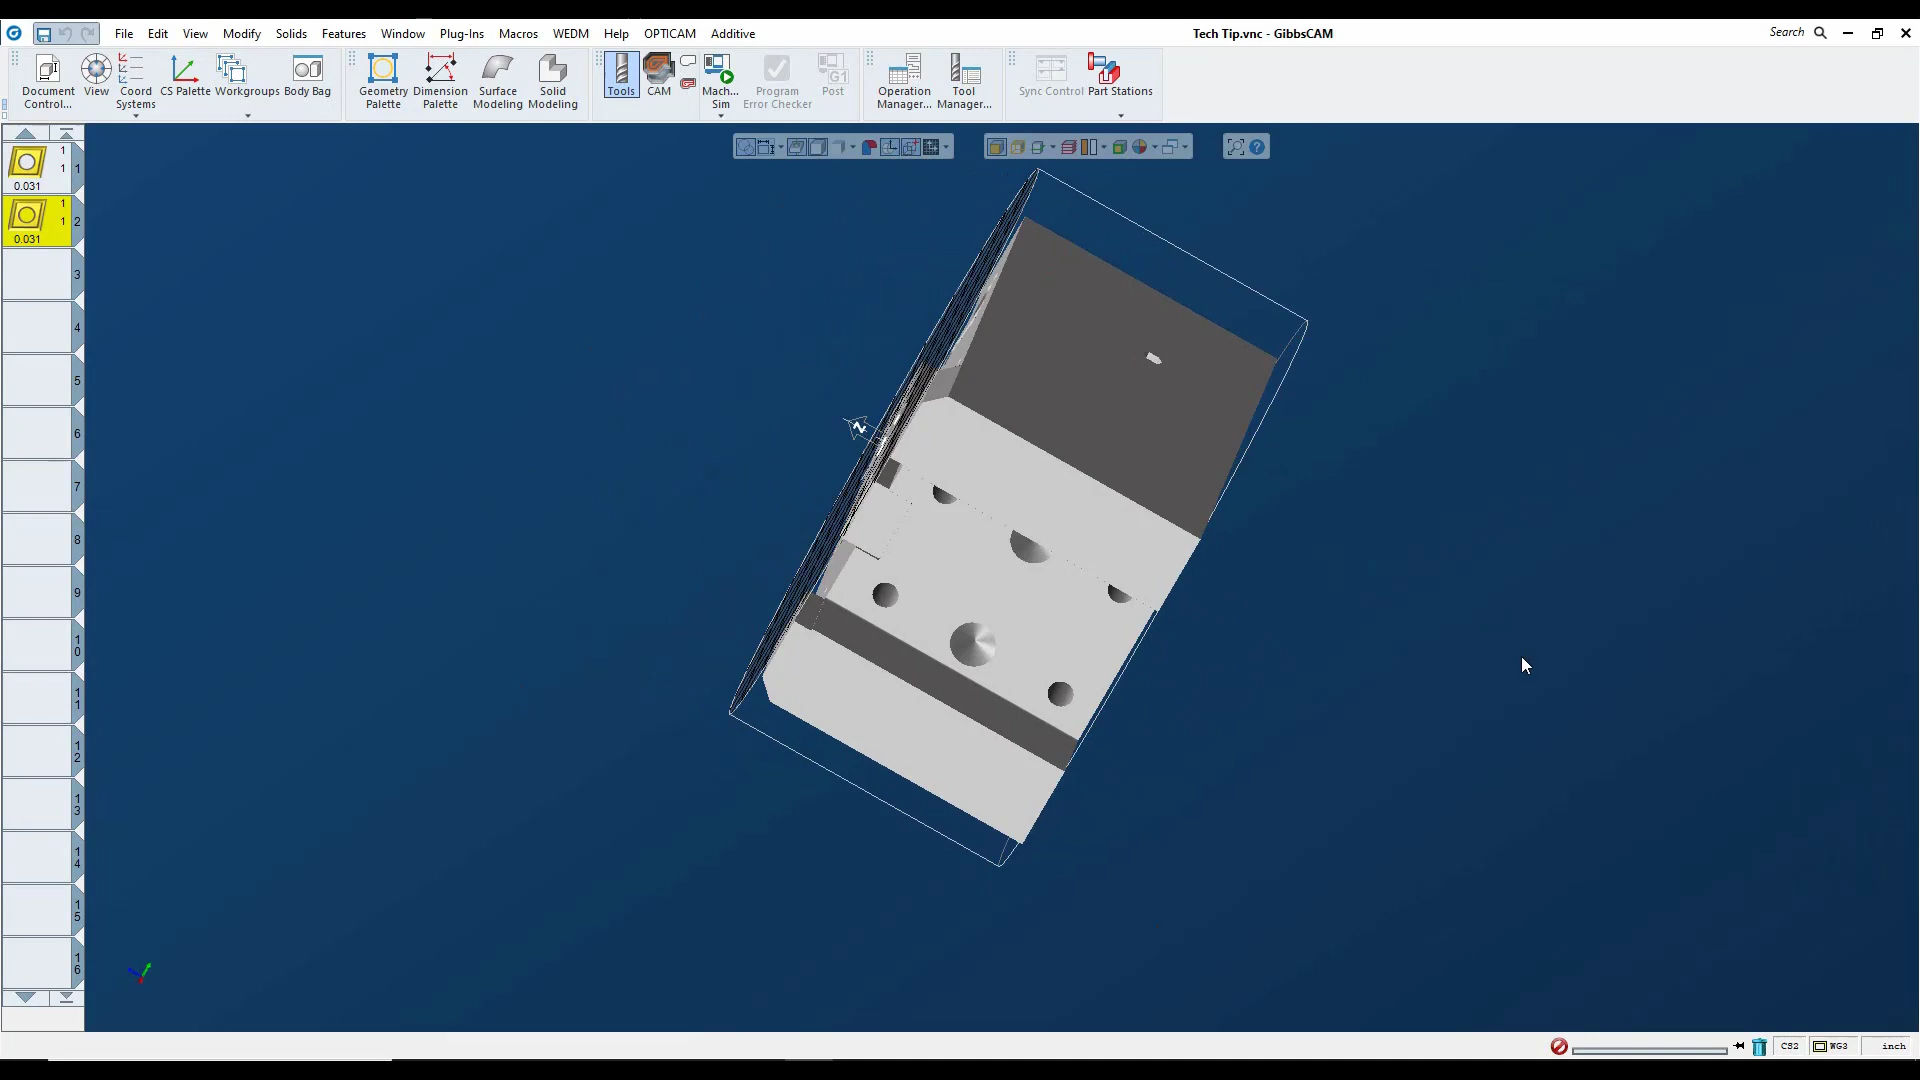 Tech Tip.vnc - GibbsCAM
Search
File Edit View Modify Solids Features Window Plug-Ins Macros WEDM Help OPTICAM Additive
Document Control... View Coord Systems CS Palette Workgroups Body Bag Geometry Palette Dimension Palette Surface Modeling Solid Modeling Tools CAM Mach... Sim Program Error Checker Post Operation Manager... Tool Manager... Sync Control Part Stations
G1
1
1 1
0.031
1
1 2
0.031
3
4
5
6
7
8
9
10
11
12
13
14
15
16
Z
CS2 WG3 inch